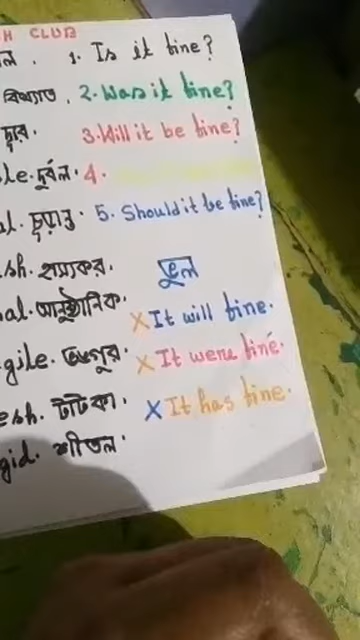 H CLUB
ল. 1. Is it fine?
বিখ্যাত. 2. Was it fine?
3. Will it be fine?
le. দুর্বল. 4.
al. চূড়ান্ত. 5. Should it be fine?
sh. হাস্যকর. ভুল
al. আনুষ্ঠানিক. X It will fine.
gile. ভঙ্গুর. X It were fine.
esh. টাটকা. X It has fine.
gid. শীতল.